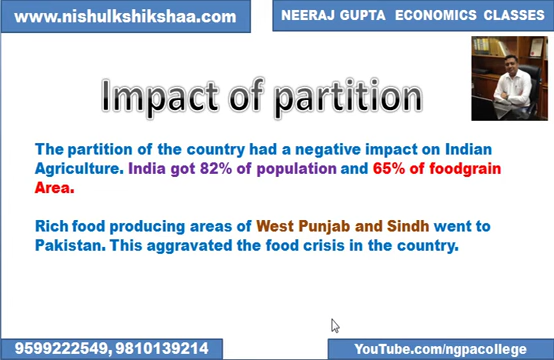 www.nishulkshikshaa.com
NEERAJ GUPTA ECONOMICS CLASSES
Impact of partition
The partition of the country had a negative impact on Indian
Agriculture. India got 82% of population and 65% of foodgrain
Area.
Rich food producing areas of West Punjab and Sindh went to
Pakistan. This aggravated the food crisis in the country.
9599222549, 9810139214
YouTube.com/ngpacollege